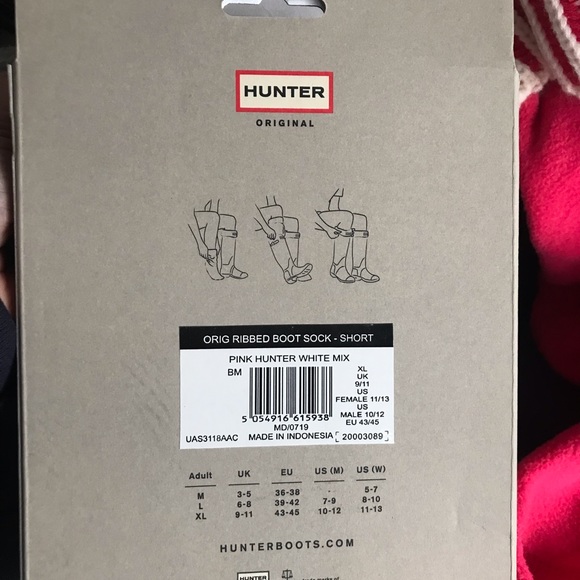 HUNTER
ORIGINAL
ORIG RIBBED BOOT SOCK - SHORT
PINK HUNTER WHITE MIX
BM
XL
UK
9/11
US
FEMALE 11/13
US
MALE 10/12
EU 43/45
5 054916 615938
MD/0719
UAS3118AAC MADE IN INDONESIA [20003089]
Adult UK EU US (M) US (W)
M 3-5 36-38 - 5-7
L 6-8 39-42 7-9 8-10
XL 9-11 43-45 10-12 11-13
HUNTERBOOTS.COM
HUNTER